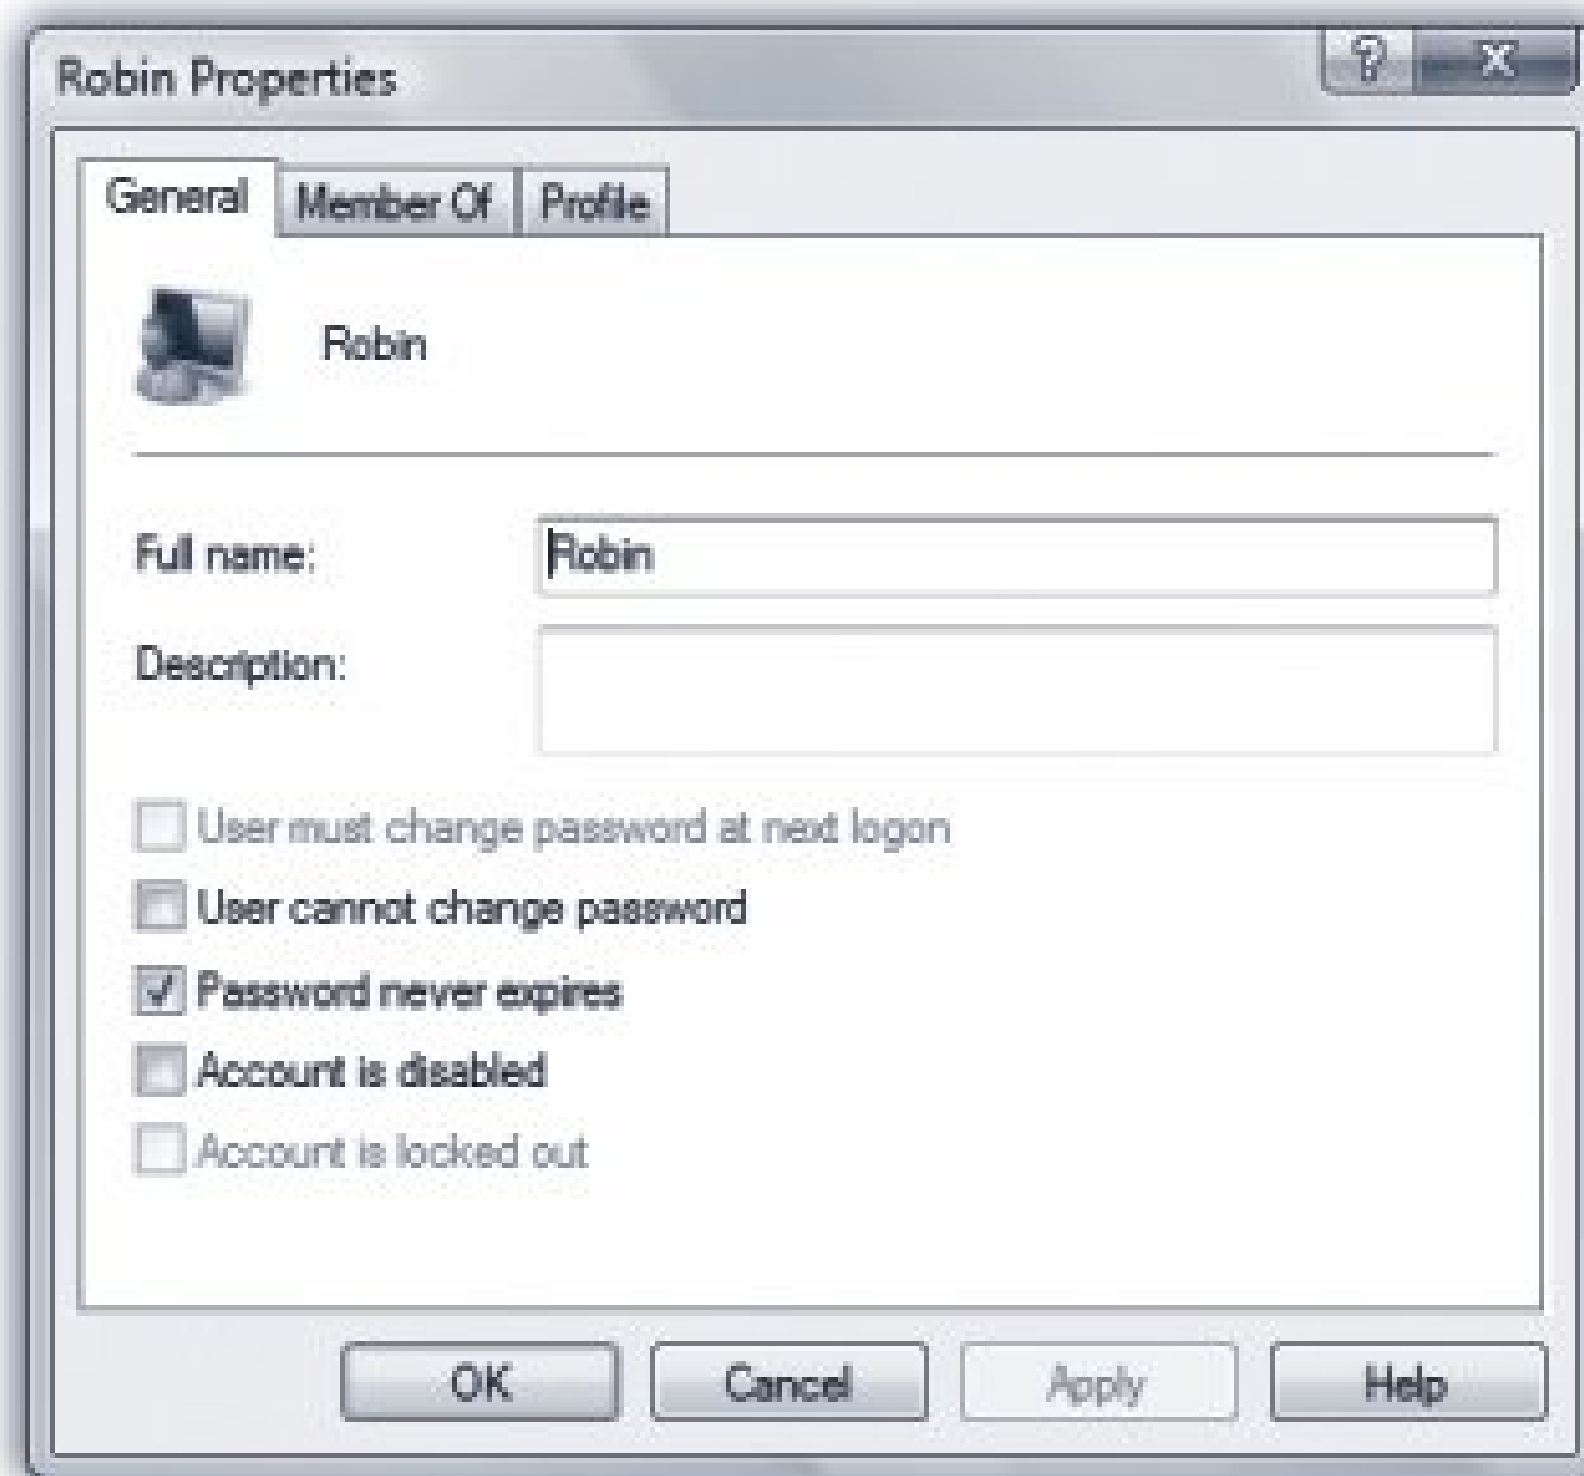 Robin Properties
General Member Of Profile
Robin
Full name: Robin
Description:
User must change password at next logon
User cannot change password
Password never expires
Account is disabled
Account is locked out
OK Cancel Apply Help